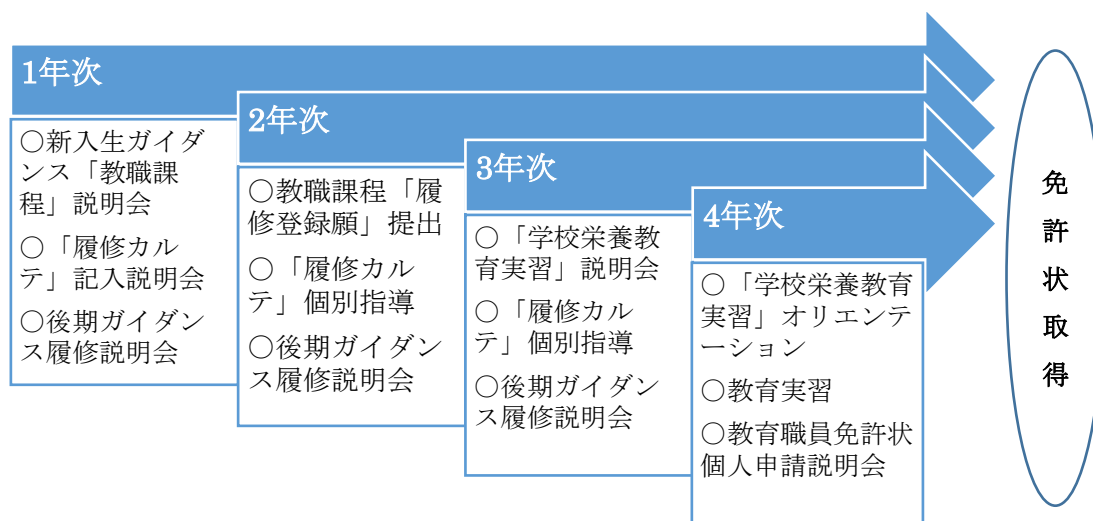 1年次
○新入生ガイダ
ンス「教職課
程」説明会
○「履修カル
テ」記入説明会
○後期ガイダン
ス履修説明会
2年次
○教職課程「履
修登録願」提出
○「履修カル
テ」個別指導
○後期ガイダン
ス履修説明会
3年次
○「学校栄養教
育実習」説明会
○「履修カル
テ」個別指導
○後期ガイダン
ス履修説明会
4年次
○「学校栄養教育
実習」オリエンテ
ーション
○教育実習
○教育職員免許状
個人申請説明会
免許状取得